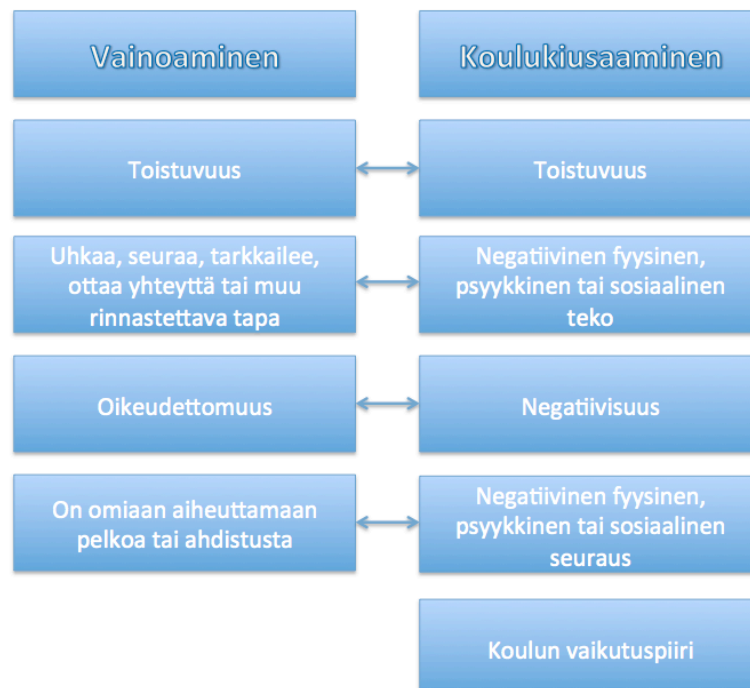 Vainoaminen
Koulukiusaaminen
Toistuvuus
Toistuvuus
Uhkaa, seuraa, tarkkailee,
ottaa yhteyttä tai muu
rinnastettava tapa
Negatiivinen fyysinen,
psyykkinen tai sosiaalinen
teko
Oikeudettomuus
Negatiivisuus
On omiaan aiheuttamaan
pelkoa tai ahdistusta
Negatiivinen fyysinen,
psyykkinen tai sosiaalinen
seuraus
Koulun vaikutuspiiri